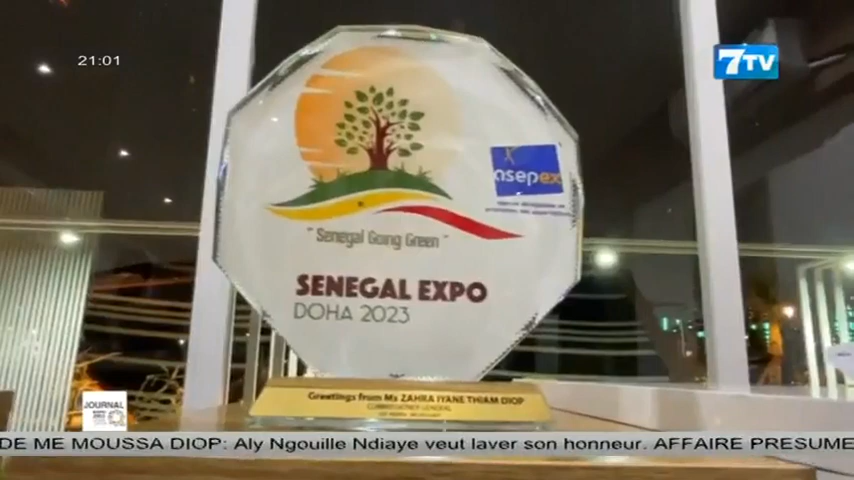 21:01
7TV
asepex
" Senegal Going Green "
SENEGAL EXPO
DOHA 2023
Greetings from Ms ZAHRA IYANE THIAM DIOP
JOURNAL
DE ME MOUSSA DIOP: Aly Ngouille Ndiaye veut laver son honneur. AFFAIRE PRESUME